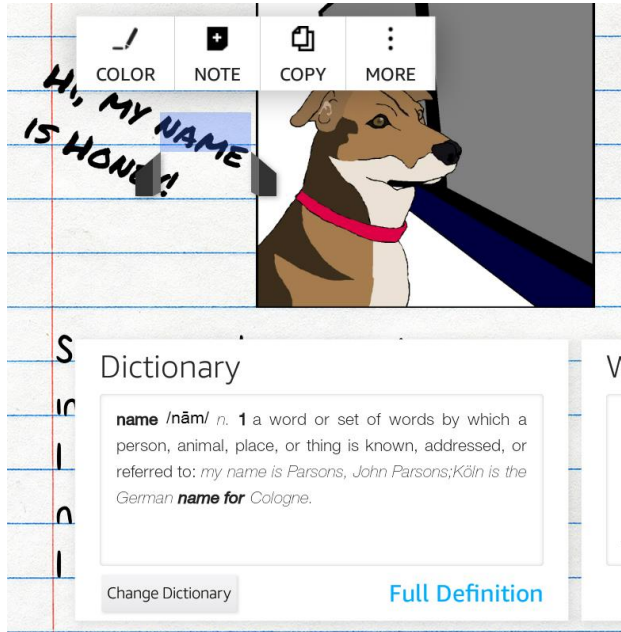 COLOR NOTE COPY MORE
HI, MY NAME
IS HONEY!
Dictionary
name /nām/ n. 1 a word or set of words by which a
person, animal, place, or thing is known, addressed, or
referred to: my name is Parsons, John Parsons;Köln is the
German name for Cologne.
Change Dictionary Full Definition